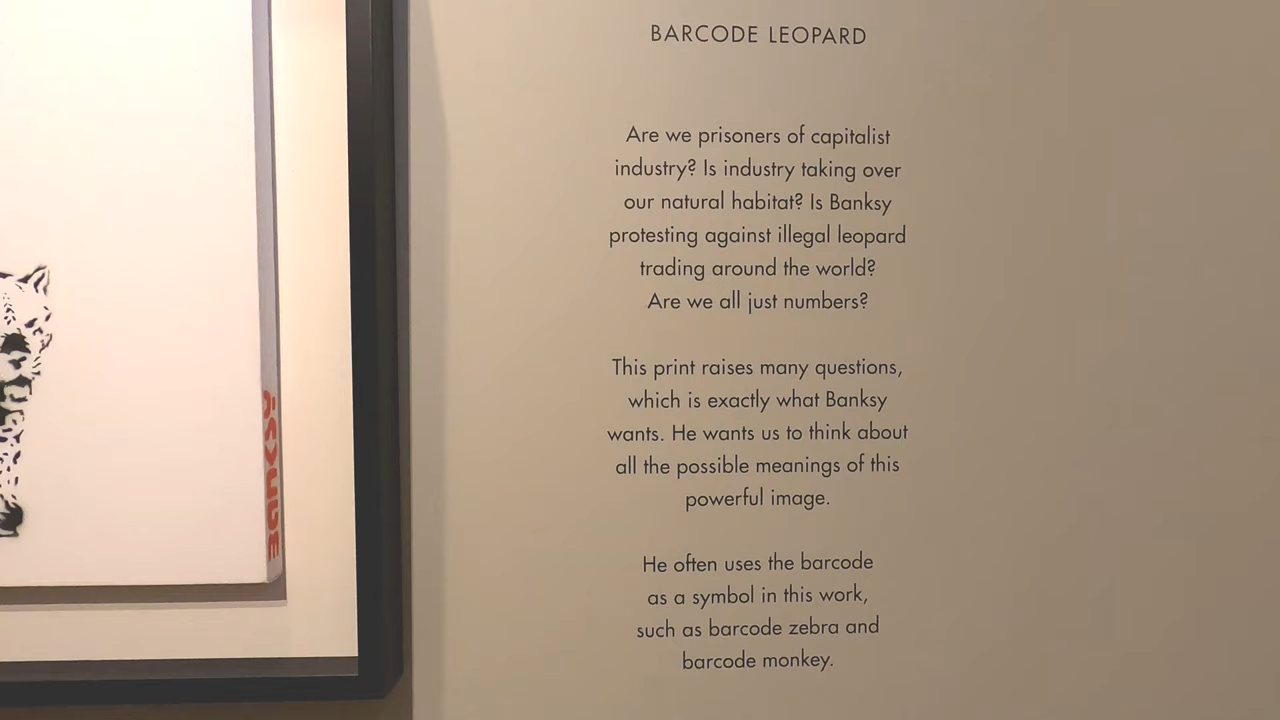 BARCODE LEOPARD
Are we prisoners of capitalist
industry? Is industry taking over
our natural habitat? Is Banksy
protesting against illegal leopard
trading around the world?
Are we all just numbers?
This print raises many questions,
which is exactly what Banksy
wants. He wants us to think about
all the possible meanings of this
powerful image.
He often uses the barcode
as a symbol in this work,
such as barcode zebra and
barcode monkey.